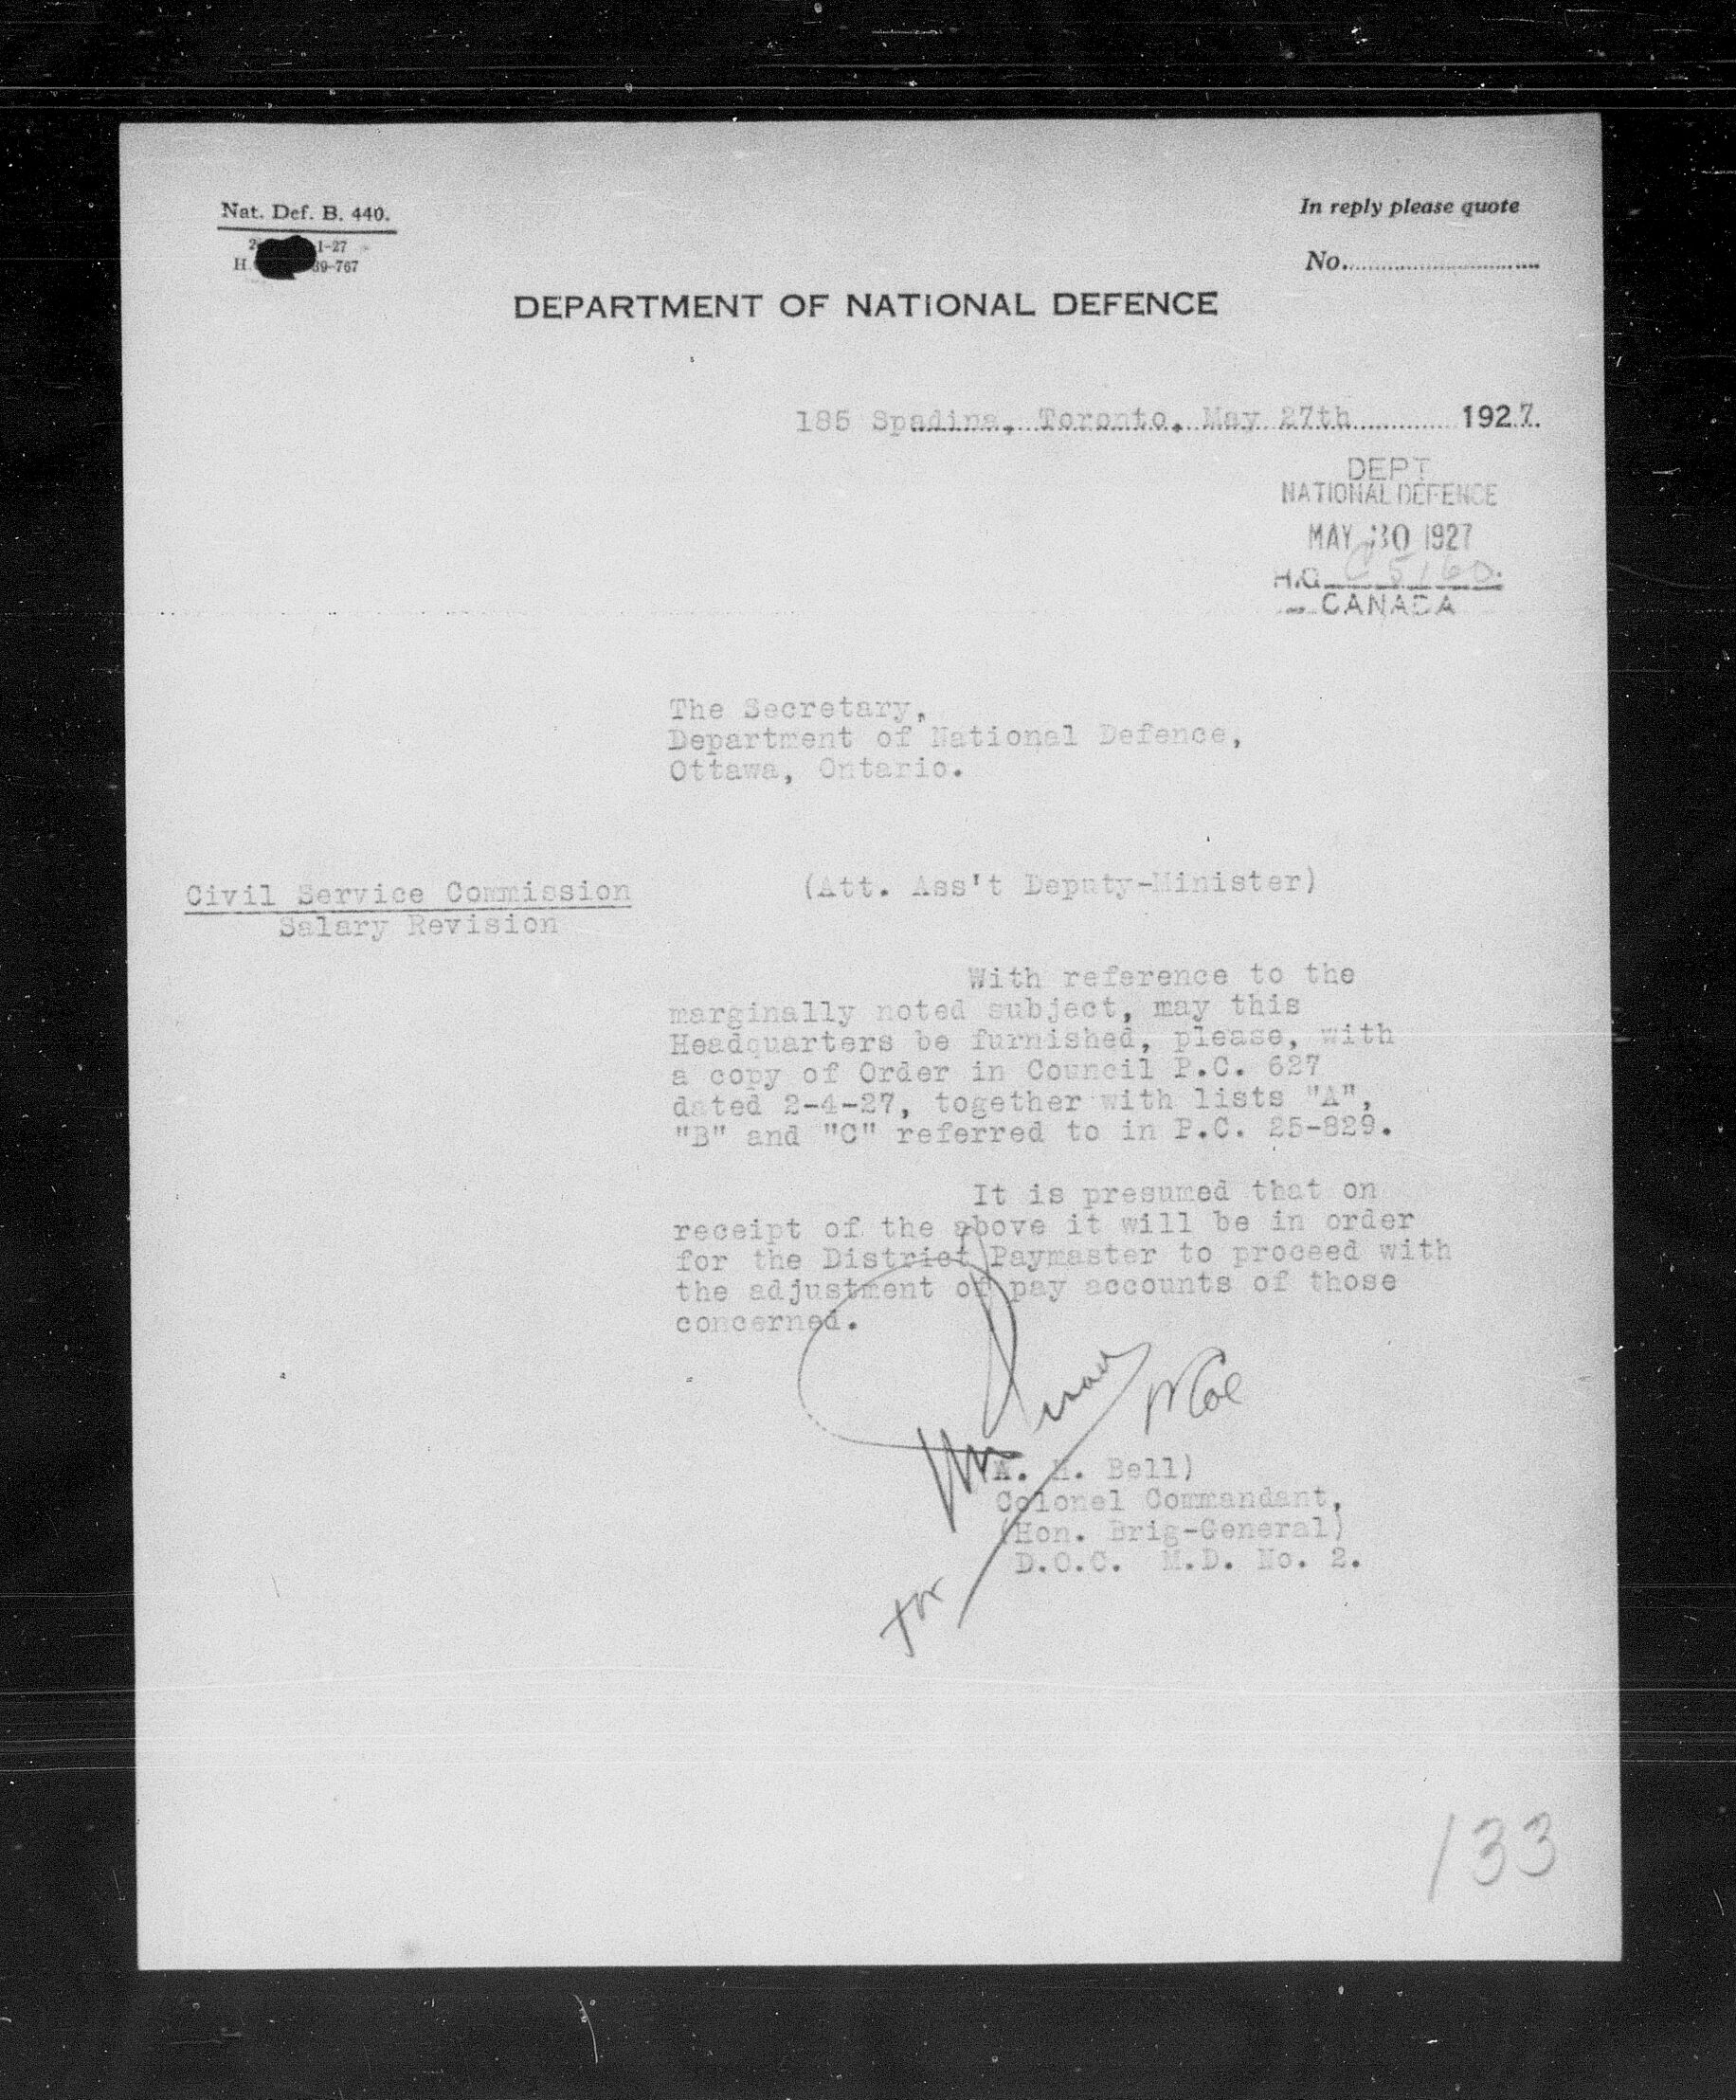 Nat. Def. B. 440.
1-27
H. 39-767
In reply please quote
No.
DEPARTMENT OF NATIONAL DEFENCE
185 Spadina, Toronto, May 27th 1927.
DEPT
NATIONAL DEFENCE
MAY 30 1927
H.Q. C 5160.
CANADA
The Secretary,
Department of National Defence,
Ottawa, Ontario.
Civil Service Commission
Salary Revision
(Att. Ass't Deputy-Minister)
With reference to the
marginally noted subject, may this
Headquarters be furnished, please, with
a copy of Order in Council P.C. 627
dated 2-4-27, together with lists "A",
"B" and "C" referred to in P.C. 25-829.
It is presumed that on
receipt of the above it will be in order
for the District Paymaster to proceed with
the adjustment of pay accounts of those
concerned.
A. H. Bell)
Colonel Commandant,
(Hon. Brig-General)
D.O.C. M.D. No. 2.
for
133